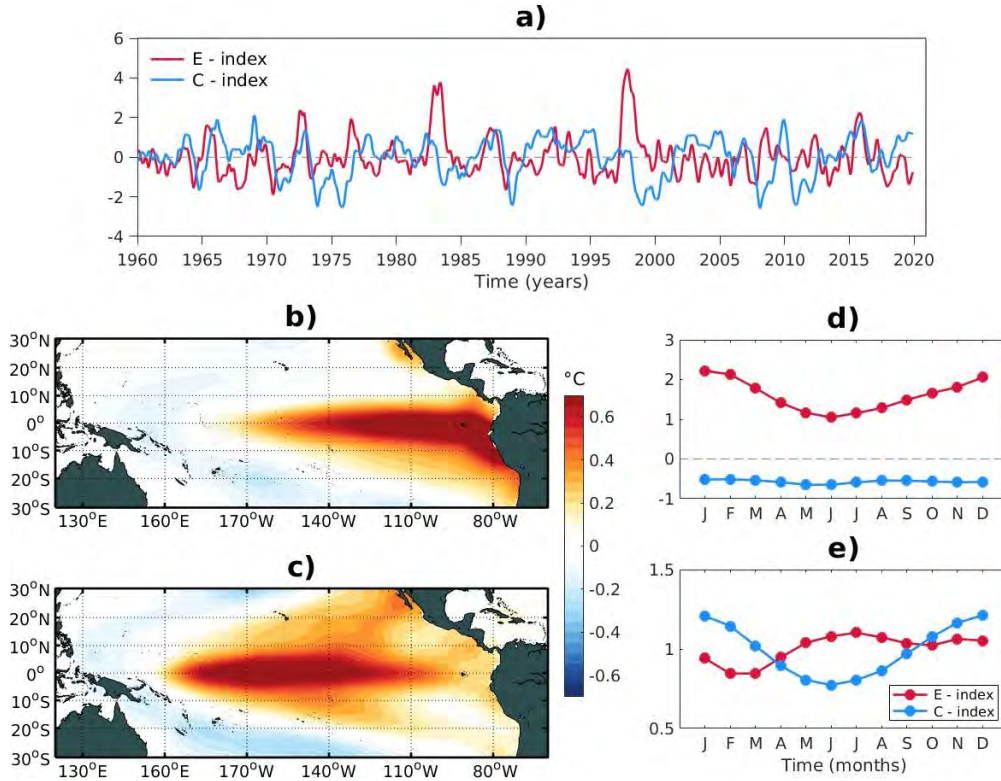 a)
6
E - index
C - index
4
2
0
-2
-4
1960 1965 1970 1975 1980 1985 1990 1995 2000 2005 2010 2015 2020
Time (years)
b)
30°N
20°N
10°N
0°
10°S
20°S
30°S
130°E 160°E 170°W 140°W 110°W 80°W
°C
0.6
0.4
0.2
0
-0.2
-0.4
-0.6
c)
30°N
20°N
10°N
0°
10°S
20°S
30°S
130°E 160°E 170°W 140°W 110°W 80°W
d)
3
2
1
0
-1
J F M A M J J A S O N D
e)
1.5
1
0.5
E - index
C - index
J F M A M J J A S O N D
Time (months)